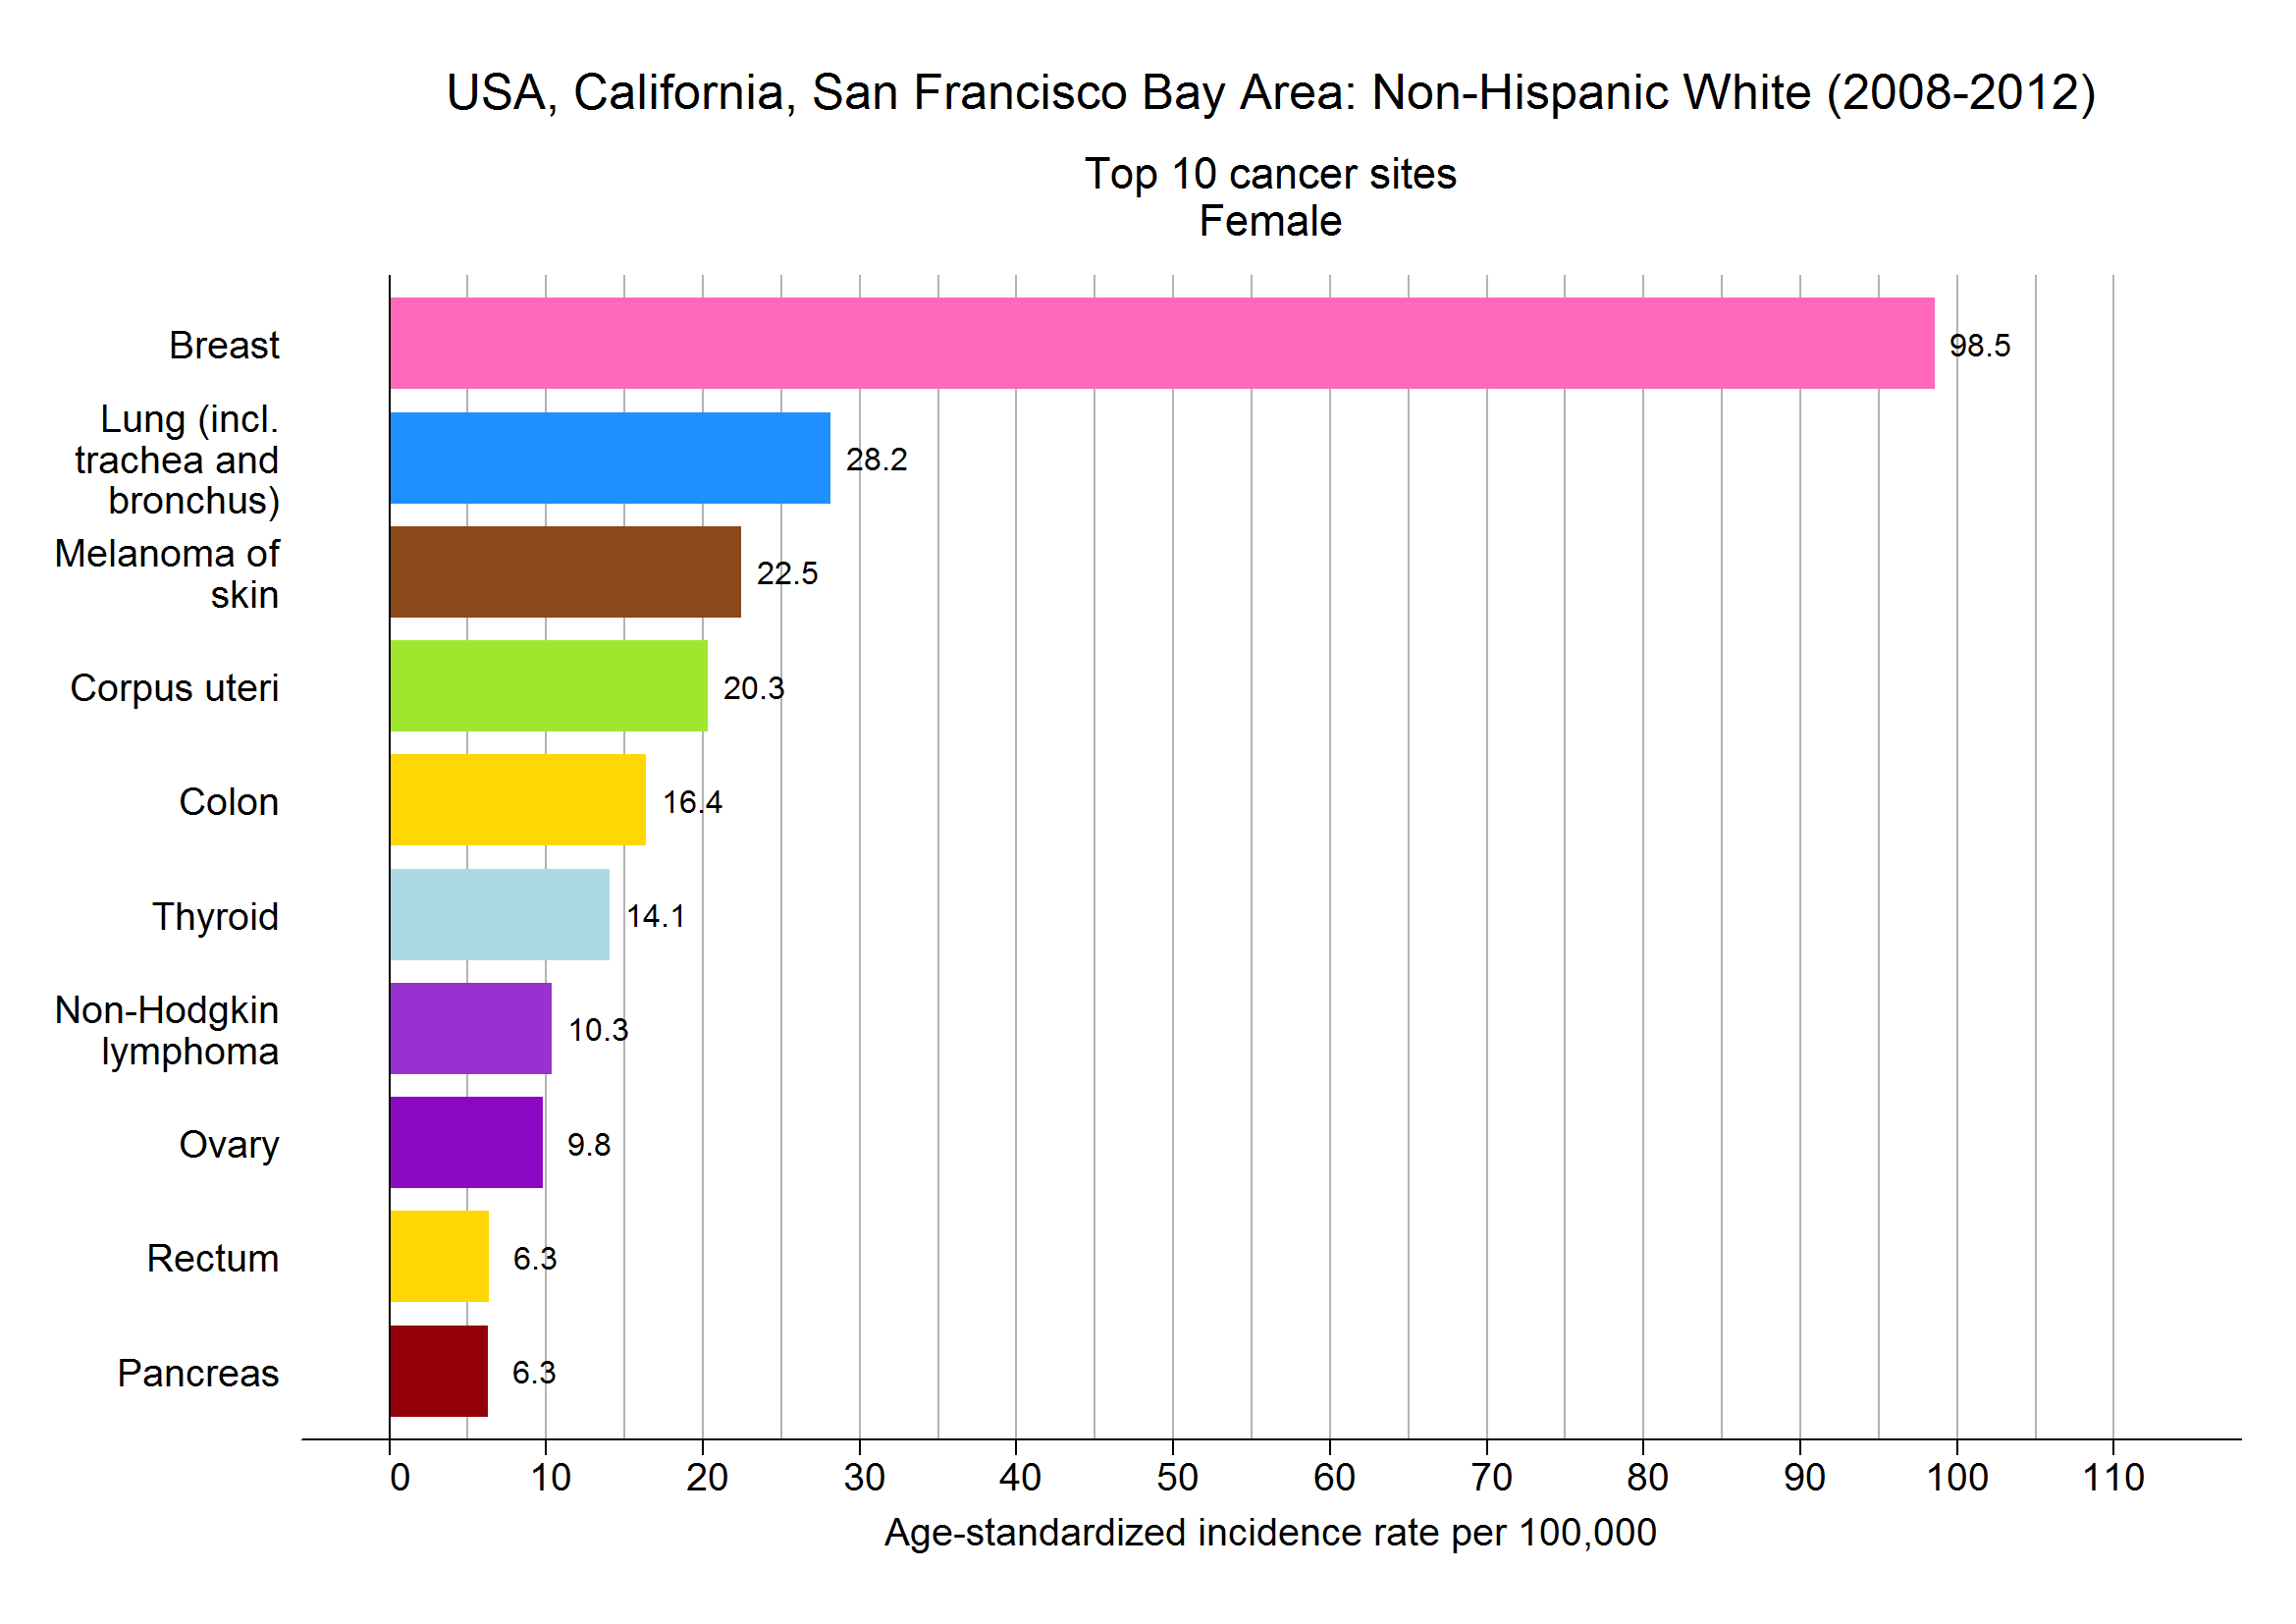 USA, California, San Francisco Bay Area: Non-Hispanic White (2008-2012)
Top 10 cancer sites
Female
Breast
98.5
Lung (incl.
trachea and
bronchus)
28.2
Melanoma of
skin
22.5
Corpus uteri
20.3
Colon
16.4
Thyroid
14.1
Non-Hodgkin
lymphoma
10.3
Ovary
9.8
Rectum
6.3
Pancreas
6.3
0 10 20 30 40 50 60 70 80 90 100 110
Age-standardized incidence rate per 100,000